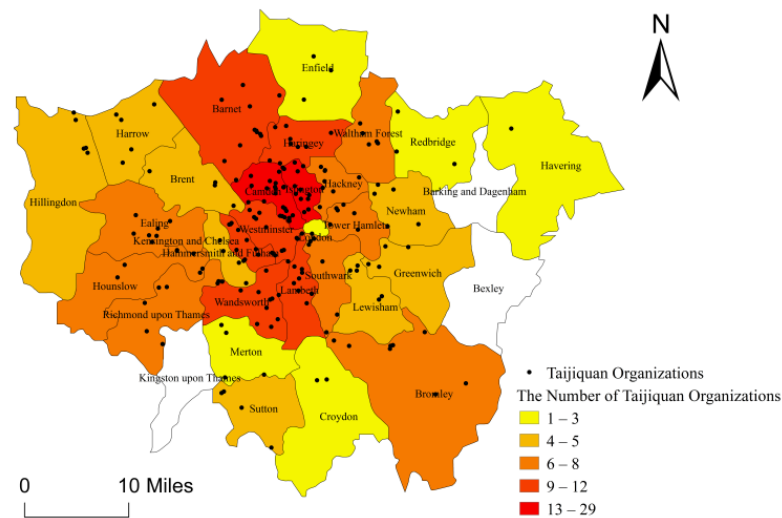 N
Enfield
Barnet
Haringey
Waltham Forest
Redbridge
Harrow
Havering
Brent
Camden
Islington
Hackney
Barking and Dagenham
Hillingdon
Newham
Ealing
Westminster
London
Tower Hamlets
Kensington and Chelsea
Hammersmith and Fulham
Southwark
Greenwich
Hounslow
Bexley
Wandsworth
Lambeth
Richmond upon Thames
Lewisham
Merton
Kingston upon Thames
Sutton
Croydon
Bromley
Taijiquan Organizations
The Number of Taijiquan Organizations
1 – 3
4 – 5
6 – 8
9 – 12
13 – 29
0 10 Miles